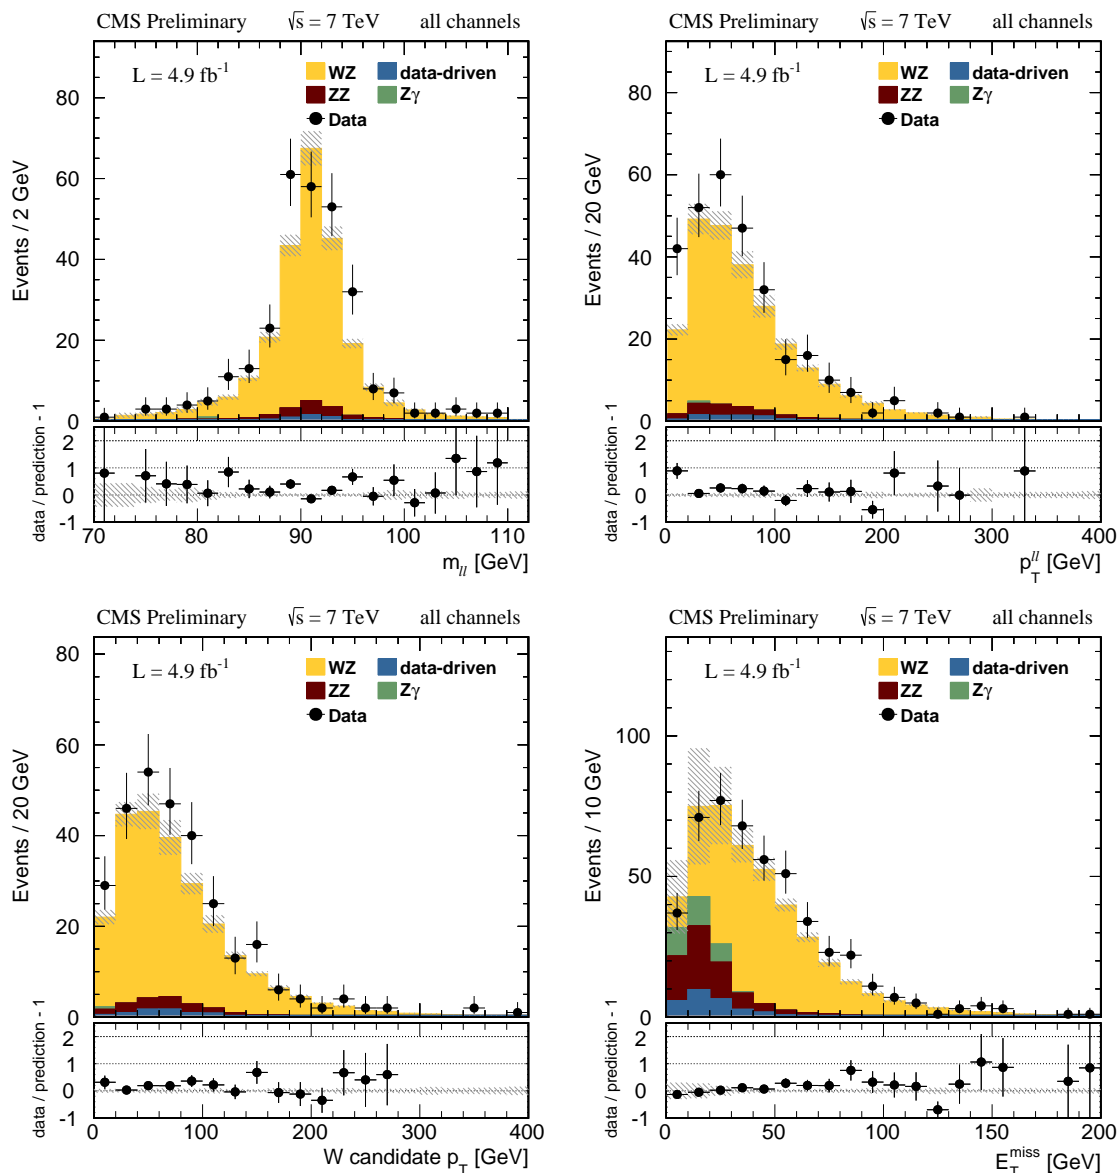 CMS Preliminary √s = 7 TeV all channels
L = 4.9 fb⁻¹
WZ data-driven
ZZ Zγ
Data
Events / 2 GeV
80
60
40
20
0
data / prediction - 1
2
1
0
-1
70 80 90 100 110
m_ll [GeV]
CMS Preliminary √s = 7 TeV all channels
L = 4.9 fb⁻¹
WZ data-driven
ZZ Zγ
Data
Events / 20 GeV
80
60
40
20
0
data / prediction - 1
2
1
0
-1
0 100 200 300 400
p_T^ll [GeV]
CMS Preliminary √s = 7 TeV all channels
L = 4.9 fb⁻¹
WZ data-driven
ZZ Zγ
Data
Events / 20 GeV
80
60
40
20
0
data / prediction - 1
2
1
0
-1
0 100 200 300 400
W candidate p_T [GeV]
CMS Preliminary √s = 7 TeV all channels
L = 4.9 fb⁻¹
WZ data-driven
ZZ Zγ
Data
Events / 10 GeV
100
50
0
data / prediction - 1
2
1
0
-1
0 50 100 150 200
E_T^miss [GeV]